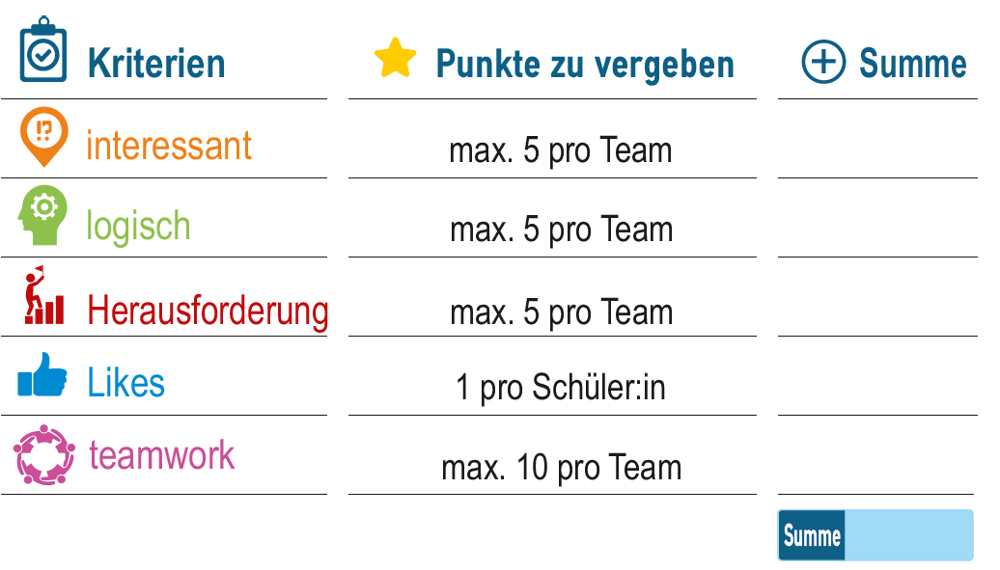 Kriterien Punkte zu vergeben Summe
!? interessant max. 5 pro Team
logisch max. 5 pro Team
Herausforderung max. 5 pro Team
Likes 1 pro Schüler:in
teamwork max. 10 pro Team
Summe